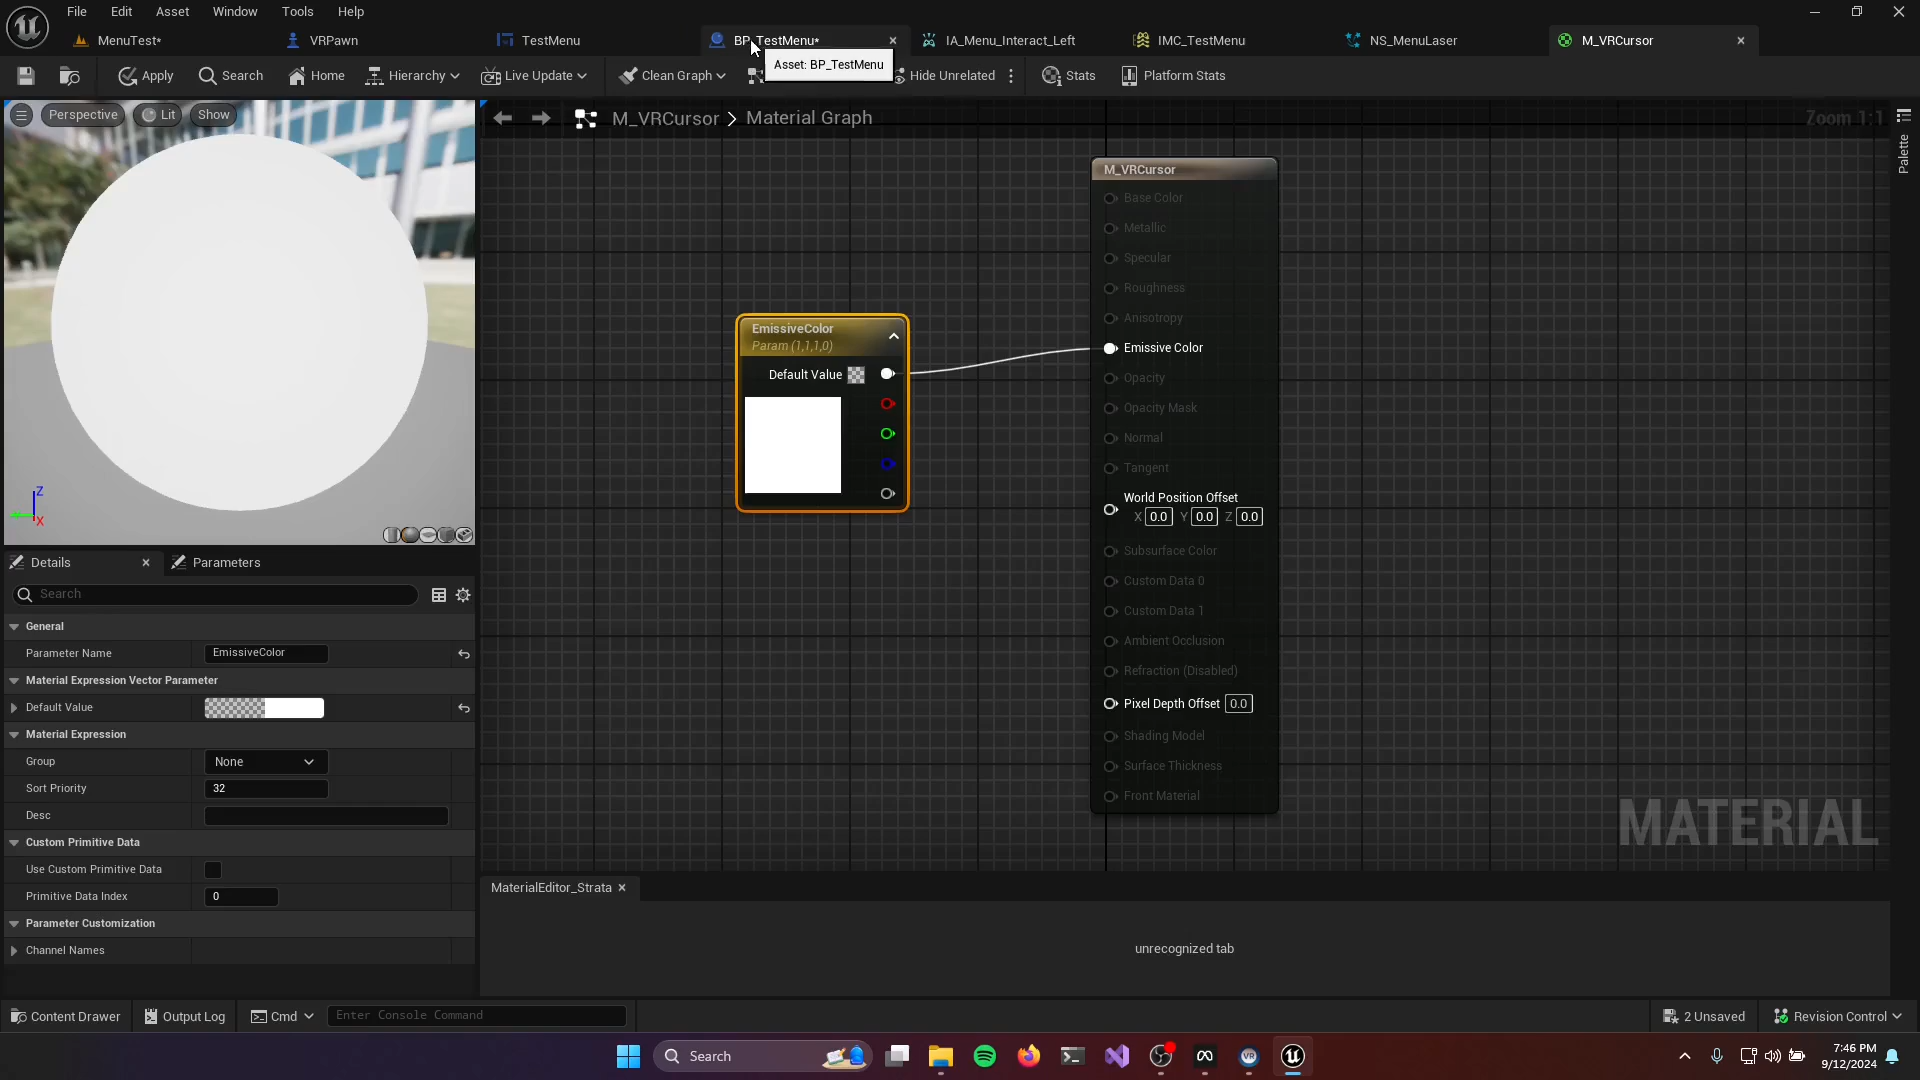 File Edit Asset Window Tools Help
MenuTest* VRPawn TestMenu BP_TestMenu* IA_Menu_Interact_Left IMC_TestMenu NS_MenuLaser M_VRCursor
Apply Search Home Hierarchy Live Update Clean Graph Hide Unrelated Stats Platform Stats
Asset: BP_TestMenu
Perspective Lit Show
M_VRCursor > Material Graph
Zoom 1:1
Palette
M_VRCursor
Base Color
Metallic
Specular
Roughness
Anisotropy
Emissive Color
Opacity
Opacity Mask
Normal
Tangent
World Position Offset
X 0.0 Y 0.0 Z 0.0
Subsurface Color
Custom Data 0
Custom Data 1
Ambient Occlusion
Refraction (Disabled)
Pixel Depth Offset 0.0
Shading Model
Surface Thickness
Front Material
EmissiveColor
Param (1,1,1,0)
Default Value
Z
X
MATERIAL
Details Parameters
Search
General
Parameter Name EmissiveColor
Material Expression Vector Parameter
Default Value
Material Expression
Group None
Sort Priority 32
Desc
Custom Primitive Data
Use Custom Primitive Data
Primitive Data Index 0
Parameter Customization
Channel Names
MaterialEditor_Strata
unrecognized tab
Content Drawer Output Log Cmd Enter Console Command 2 Unsaved Revision Control
Search
7:46 PM
9/12/2024